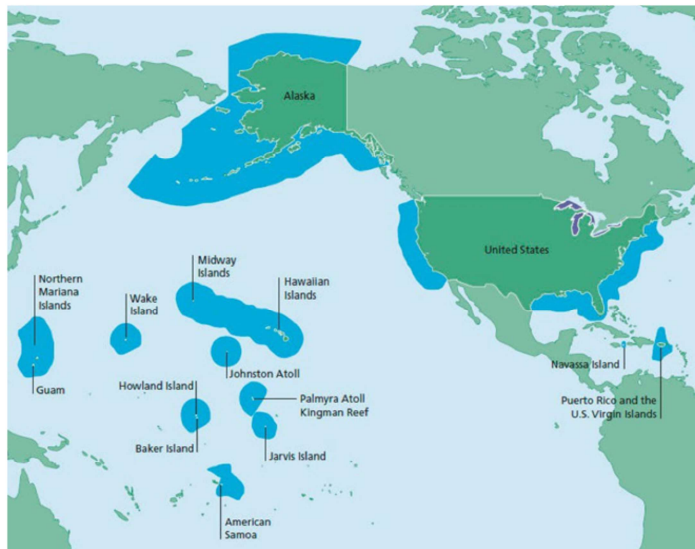 Alaska
United States
Midway
Islands
Northern
Mariana
Islands
Hawaiian
Islands
Wake
Island
Navassa Island
Johnston Atoll
Guam
Howland Island
Palmyra Atoll
Kingman Reef
Puerto Rico and the
U.S. Virgin Islands
Baker Island
Jarvis Island
American
Samoa